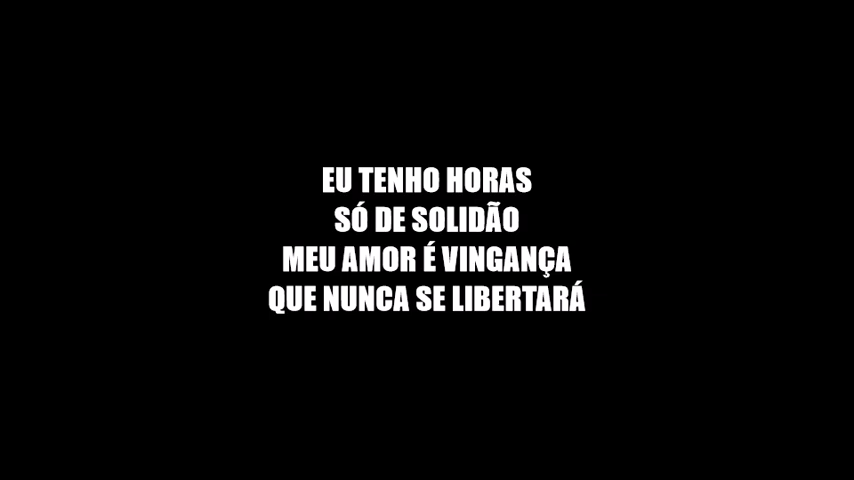 EU TENHO HORAS
SÓ DE SOLIDÃO
MEU AMOR É VINGANÇA
QUE NUNCA SE LIBERTARÁ